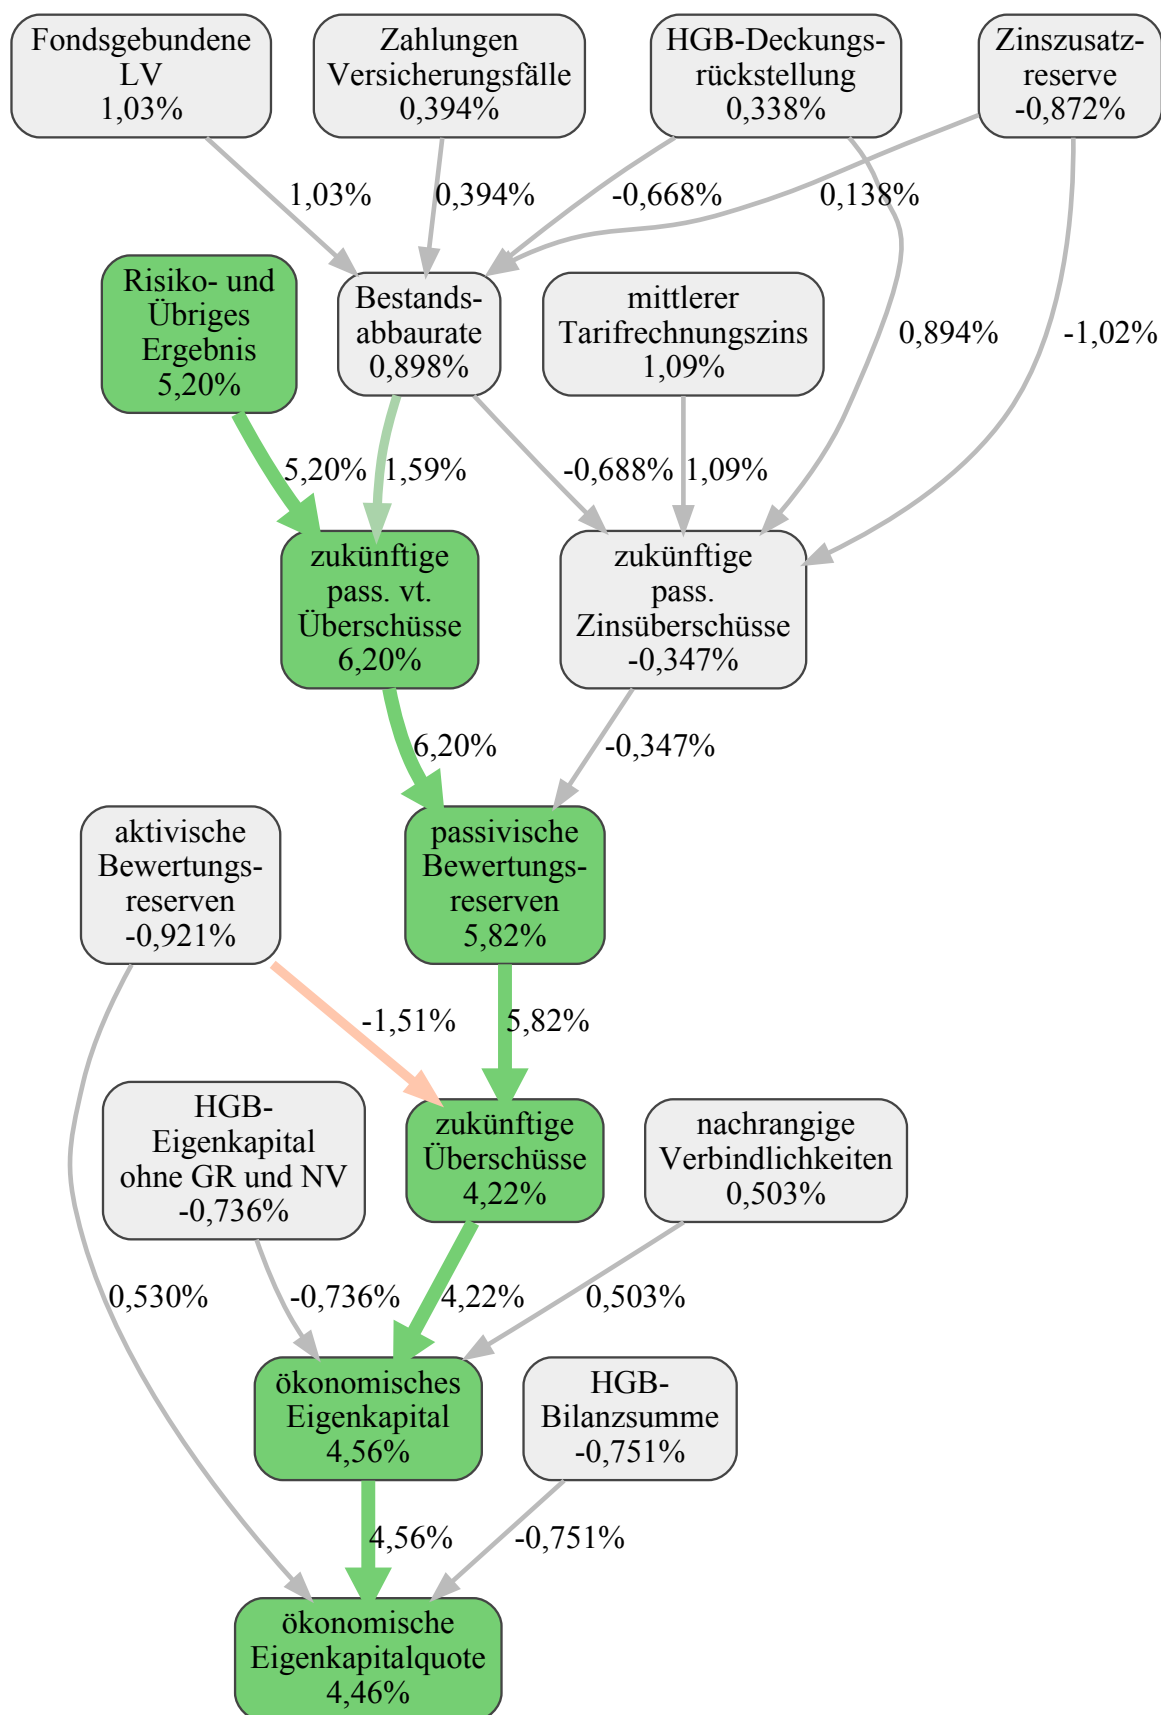 Fondsgebundene
LV
1,03%
Zahlungen
Versicherungsfälle
0,394%
HGB-Deckungs-
rückstellung
0,338%
Zinszusatz-
reserve
-0,872%
1,03%
0,394%
-0,668%
0,138%
Risiko- und
Übriges
Ergebnis
5,20%
Bestands-
abbaurate
0,898%
mittlerer
Tarifrechnungszins
1,09%
0,894%
-1,02%
5,20%
1,59%
-0,688%
1,09%
zukünftige
pass. vt.
Überschüsse
6,20%
zukünftige
pass.
Zinsüberschüsse
-0,347%
6,20%
-0,347%
aktivische
Bewertungs-
reserven
-0,921%
passivische
Bewertungs-
reserven
5,82%
-1,51%
5,82%
HGB-
Eigenkapital
ohne GR und NV
-0,736%
zukünftige
Überschüsse
4,22%
nachrangige
Verbindlichkeiten
0,503%
0,530%
-0,736%
4,22%
0,503%
ökonomisches
Eigenkapital
4,56%
HGB-
Bilanzsumme
-0,751%
4,56%
-0,751%
ökonomische
Eigenkapitalquote
4,46%